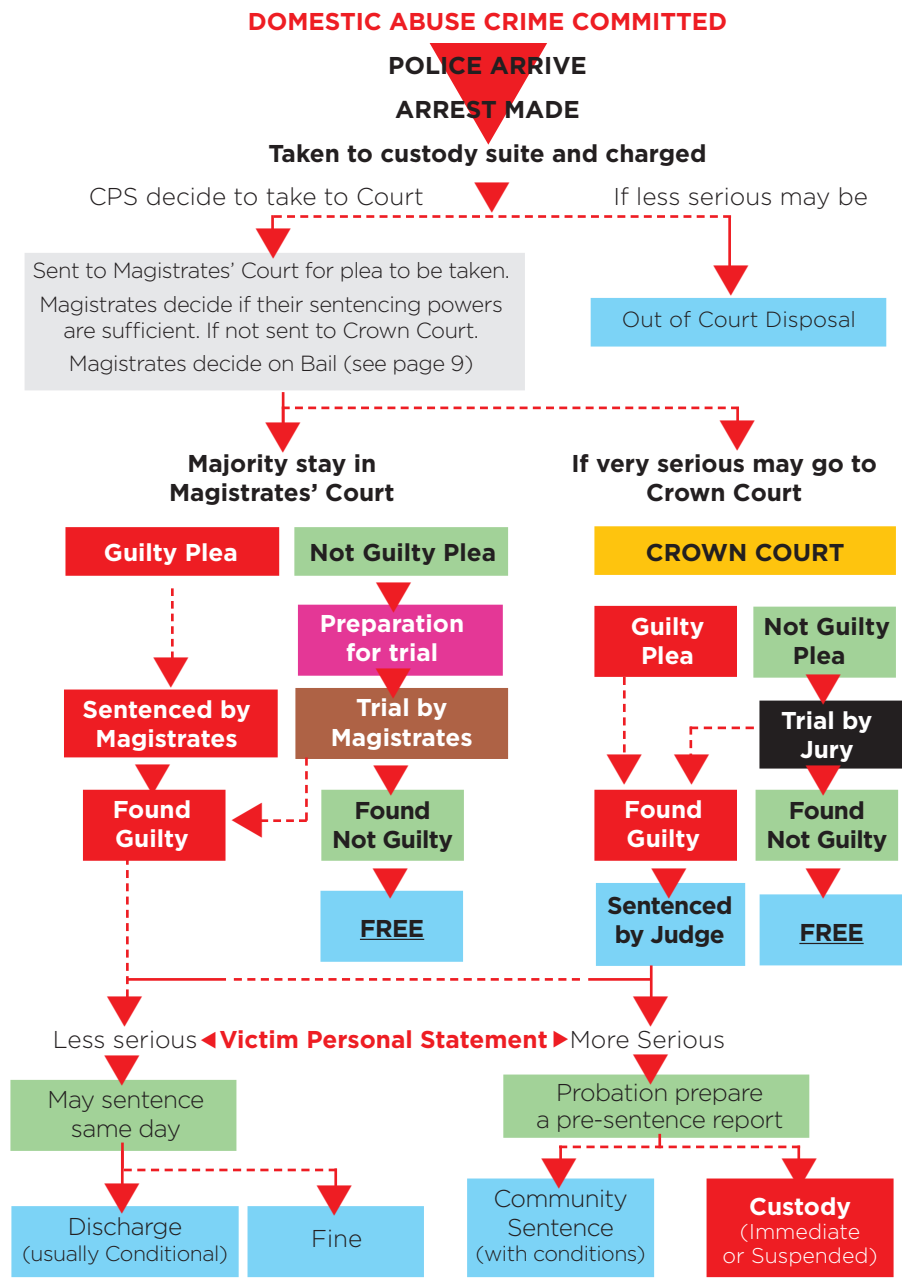 DOMESTIC ABUSE CRIME COMMITTED
POLICE ARRIVE
ARREST MADE
Taken to custody suite and charged
CPS decide to take to Court
If less serious may be
Sent to Magistrates’ Court for plea to be taken.
Magistrates decide if their sentencing powers
are sufficient. If not sent to Crown Court.
Magistrates decide on Bail (see page 9)
Out of Court Disposal
Majority stay in
Magistrates’ Court
If very serious may go to
Crown Court
Guilty Plea
Not Guilty Plea
CROWN COURT
Preparation
for trial
Guilty
Plea
Not Guilty
Plea
Sentenced by
Magistrates
Trial by
Magistrates
Trial by
Jury
Found
Guilty
Found
Not Guilty
Found
Guilty
Found
Not Guilty
FREE
Sentenced
by Judge
FREE
Less serious
Victim Personal Statement
More Serious
May sentence
same day
Probation prepare
a pre-sentence report
Discharge
(usually Conditional)
Fine
Community
Sentence
(with conditions)
Custody
(Immediate
or Suspended)